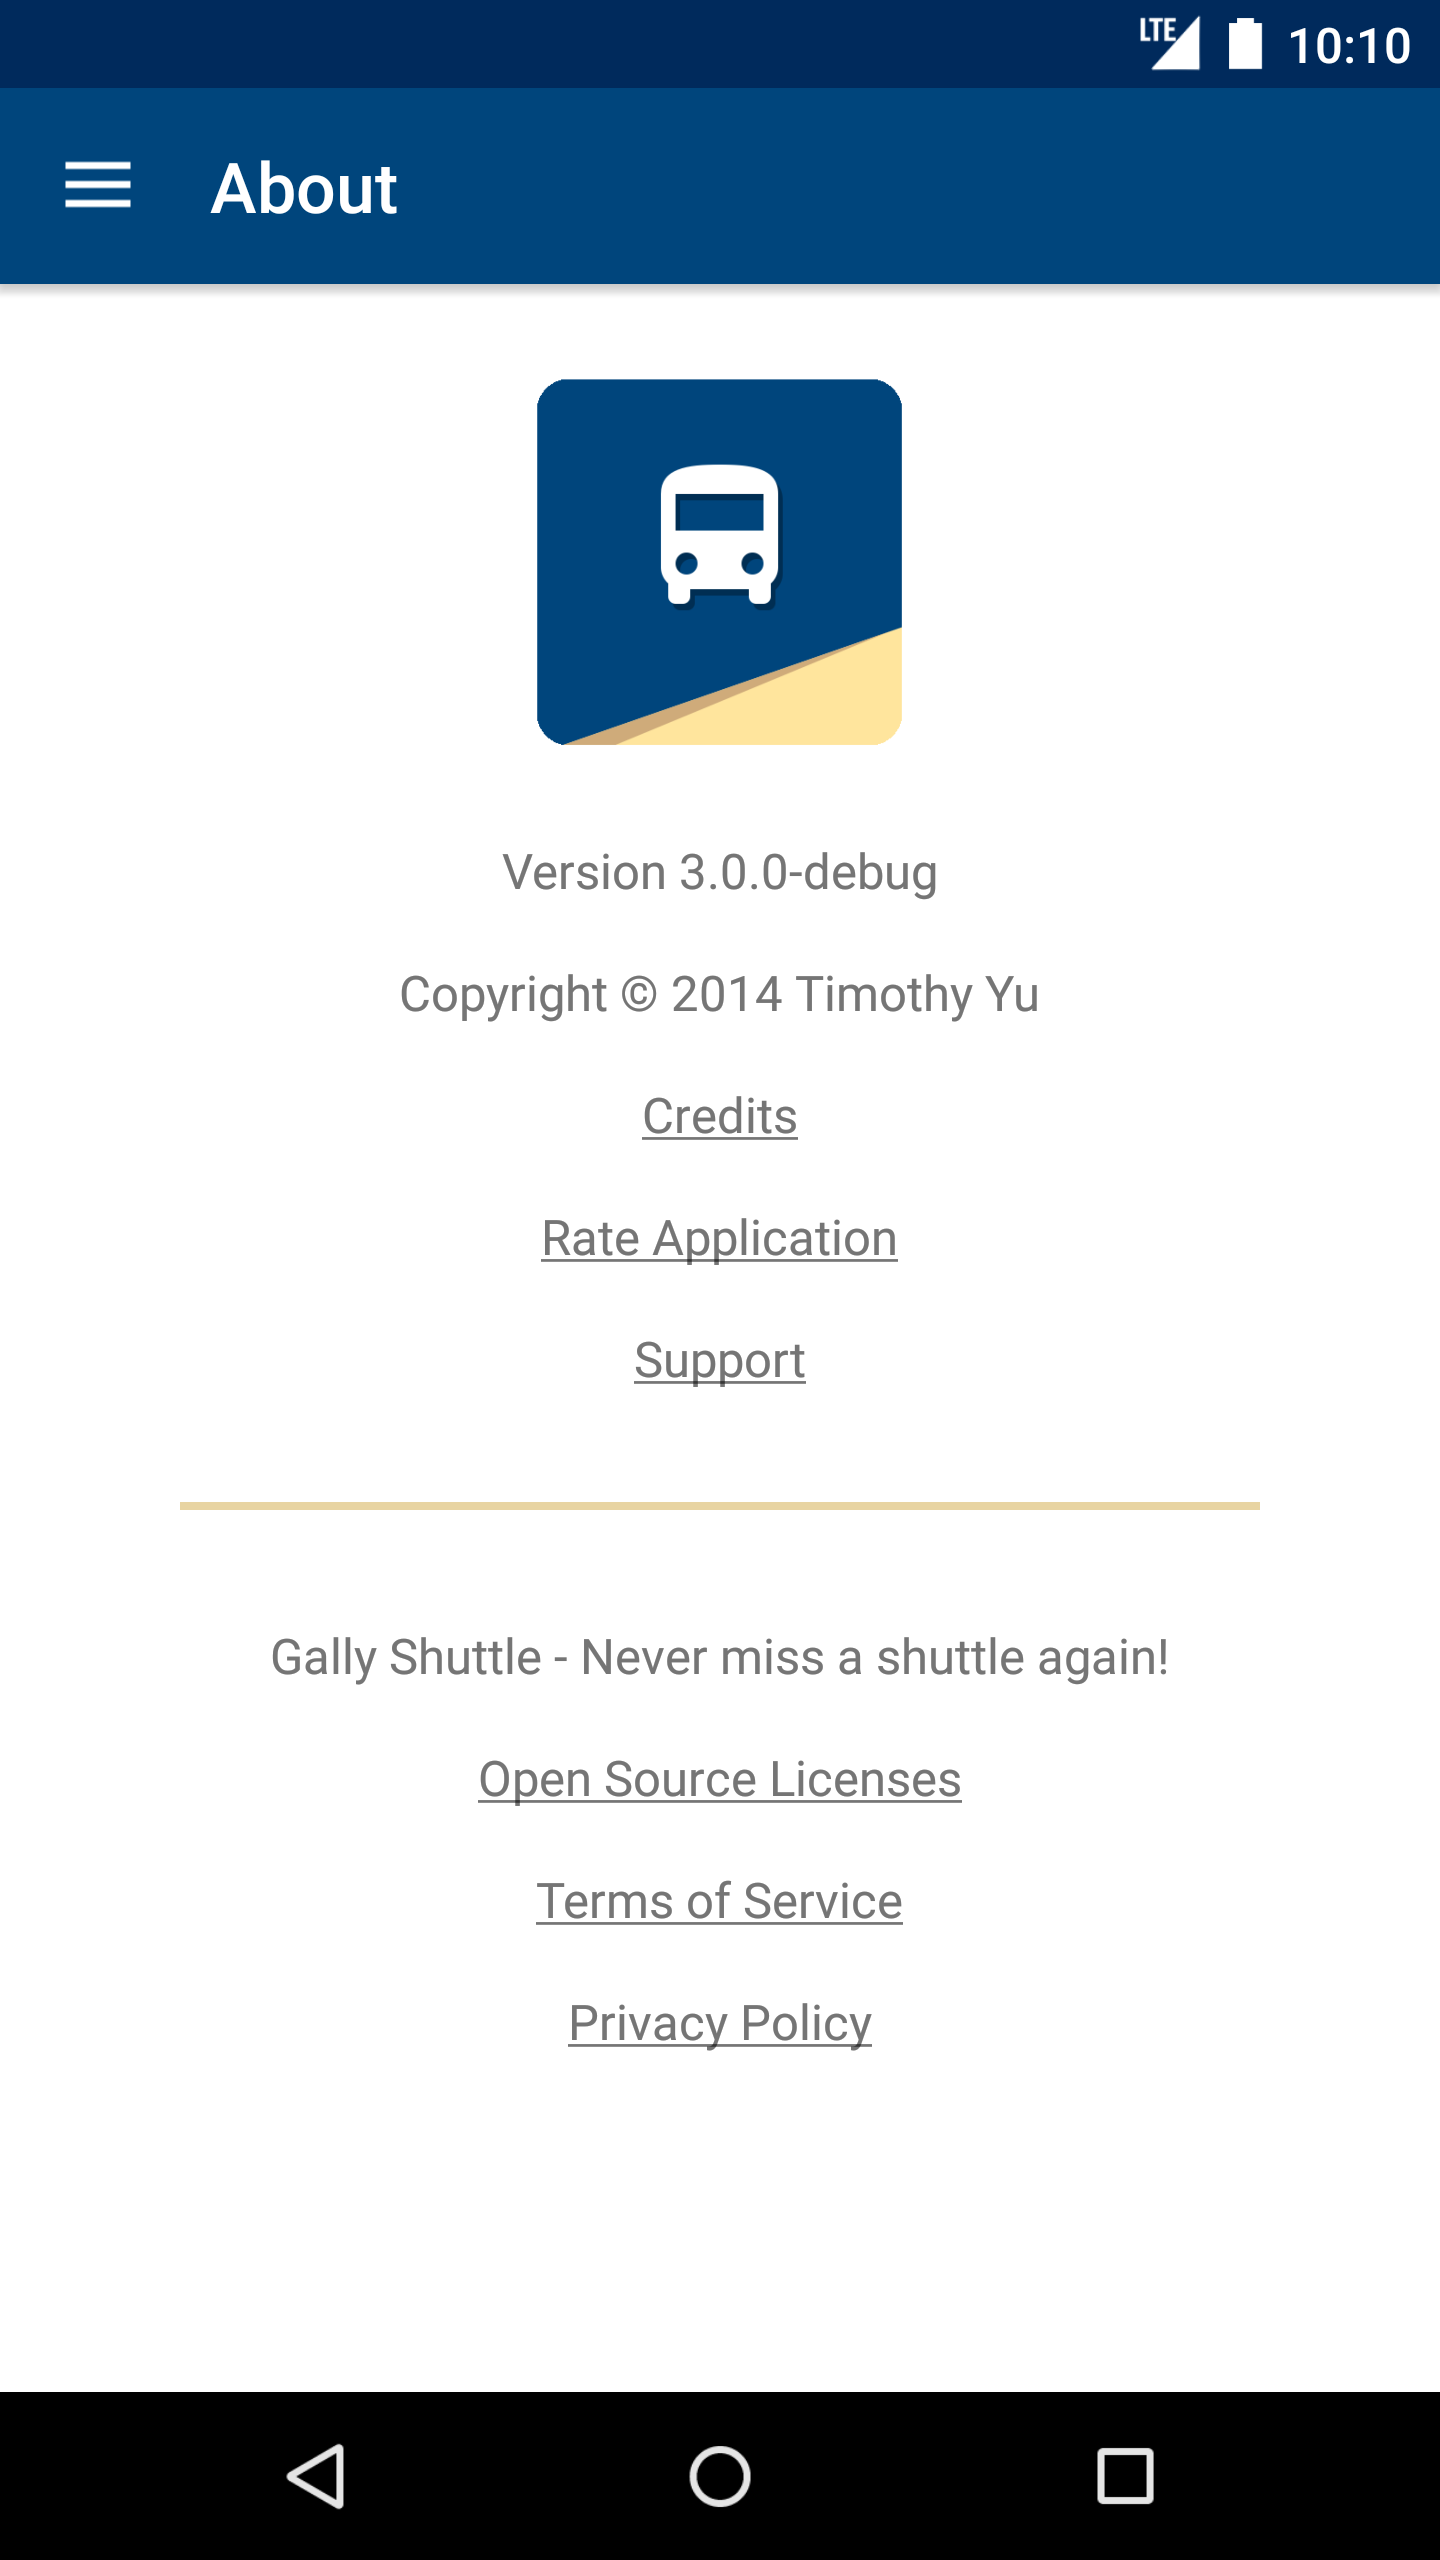 LTE 10:10
About
Version 3.0.0-debug
Copyright © 2014 Timothy Yu
Credits
Rate Application
Support
Gally Shuttle - Never miss a shuttle again!
Open Source Licenses
Terms of Service
Privacy Policy